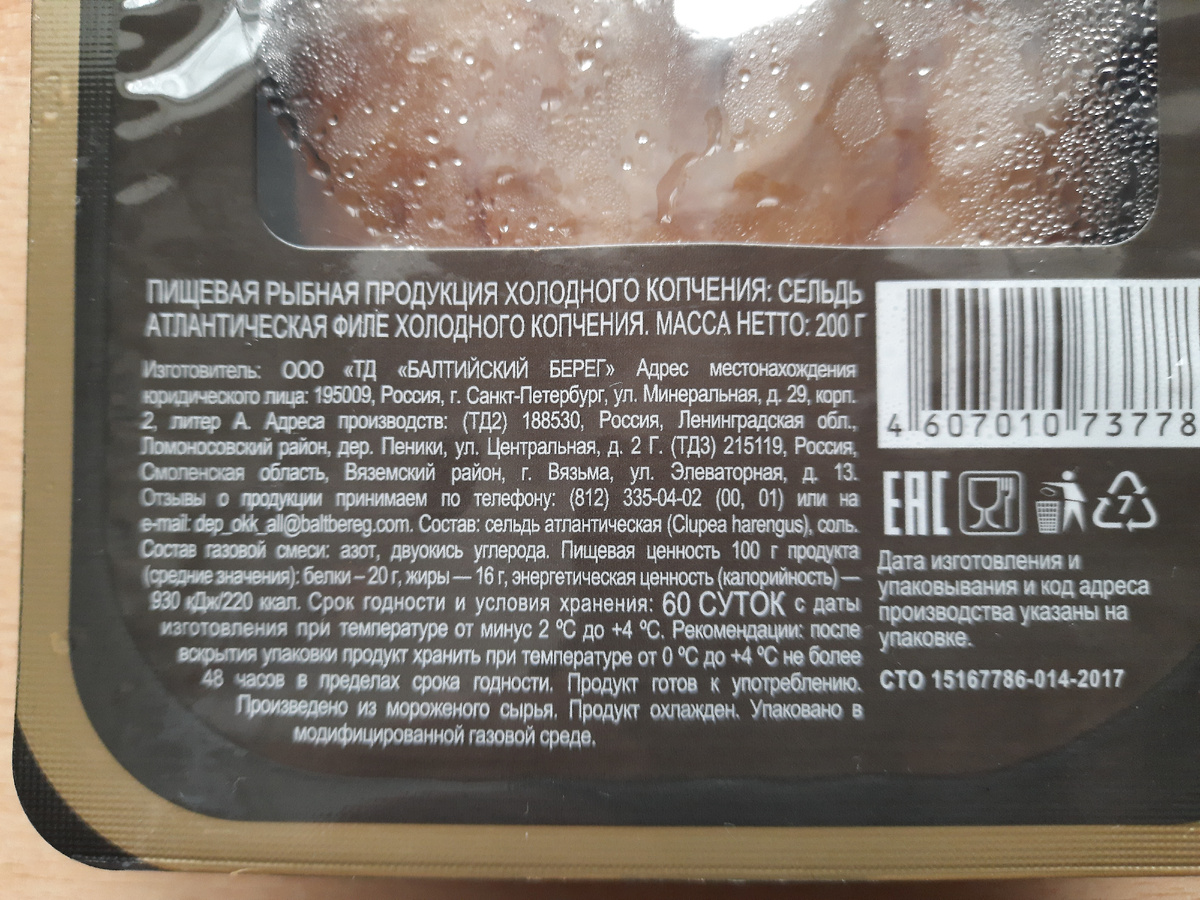 ПИЩЕВАЯ РЫБНАЯ ПРОДУКЦИЯ ХОЛОДНОГО КОПЧЕНИЯ: СЕЛЬДЬ
АТЛАНТИЧЕСКАЯ ФИЛЕ ХОЛОДНОГО КОПЧЕНИЯ. МАССА НЕТТО: 200 Г
Изготовитель: ООО «ТД «БАЛТИЙСКИЙ БЕРЕГ» Адрес местонахождения
юридического лица: 195009, Россия, г. Санкт-Петербург, ул. Минеральная, д. 29, корп.
2, литер А. Адреса производств: (ТД2) 188530, Россия, Ленинградская обл.,
Ломоносовский район, дер. Пеники, ул. Центральная, д. 2 Г. (ТД3) 215119, Россия,
Смоленская область, Вяземский район, г. Вязьма, ул. Элеваторная, д. 13.
Отзывы о продукции принимаем по телефону: (812) 335-04-02 (00, 01) или на
e-mail: dep_okk_all@baltbereg.com. Состав: сельдь атлантическая (Clupea harengus), соль.
Состав газовой смеси: азот, двуокись углерода. Пищевая ценность 100 г продукта
(средние значения): белки – 20 г, жиры — 16 г, энергетическая ценность (калорийность) —
930 кДж/220 ккал. Срок годности и условия хранения: 60 СУТОК с даты
изготовления при температуре от минус 2 ºС до +4 ºС. Рекомендации: после
вскрытия упаковки продукт хранить при температуре от 0 ºС до +4 ºС не более
48 часов в пределах срока годности. Продукт готов к употреблению.
Произведено из мороженого сырья. Продукт охлажден. Упаковано в
модифицированной газовой среде.
4 607010 73778
EAC
7
Дата изготовления и
упаковывания и код адреса
производства указаны на
упаковке.
СТО 15167786-014-2017